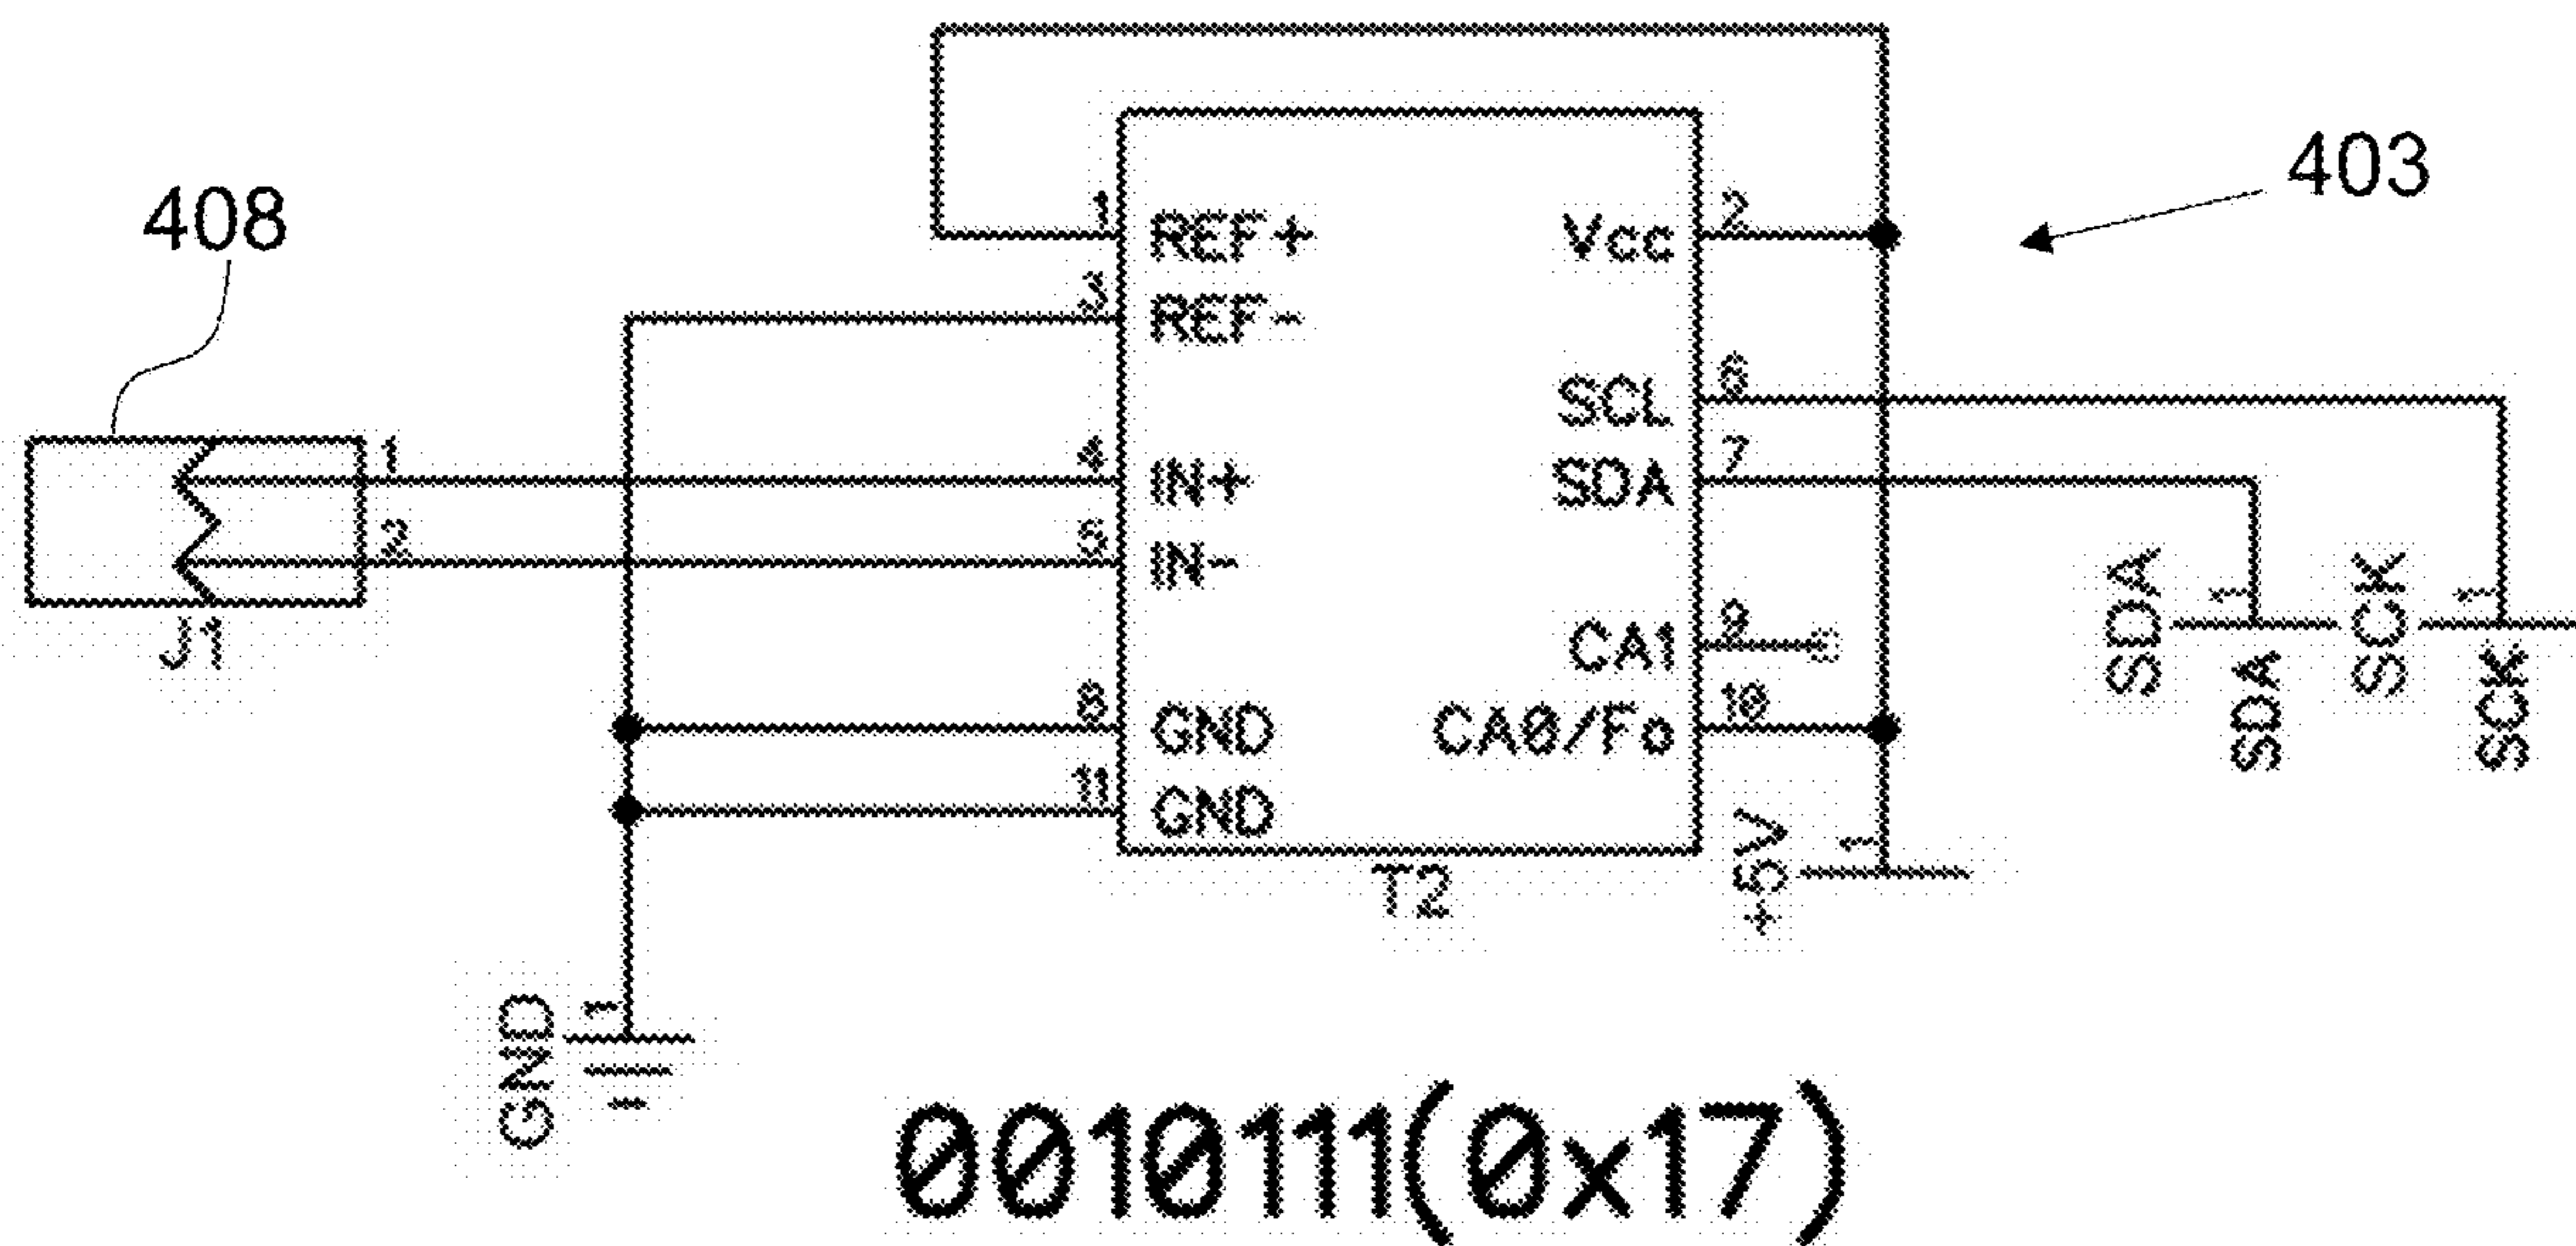 403
408
1
REF+
Vcc
2
3
REF-
SCL
6
1
4
IN+
SDA
7
2
5
IN-
J1
CA1
9
8
GND
CA0/Fo
10
11
GND
T2
+5V
1
SDA
1
SDA
SCK
1
SCK
GND
1
0010111(0x17)